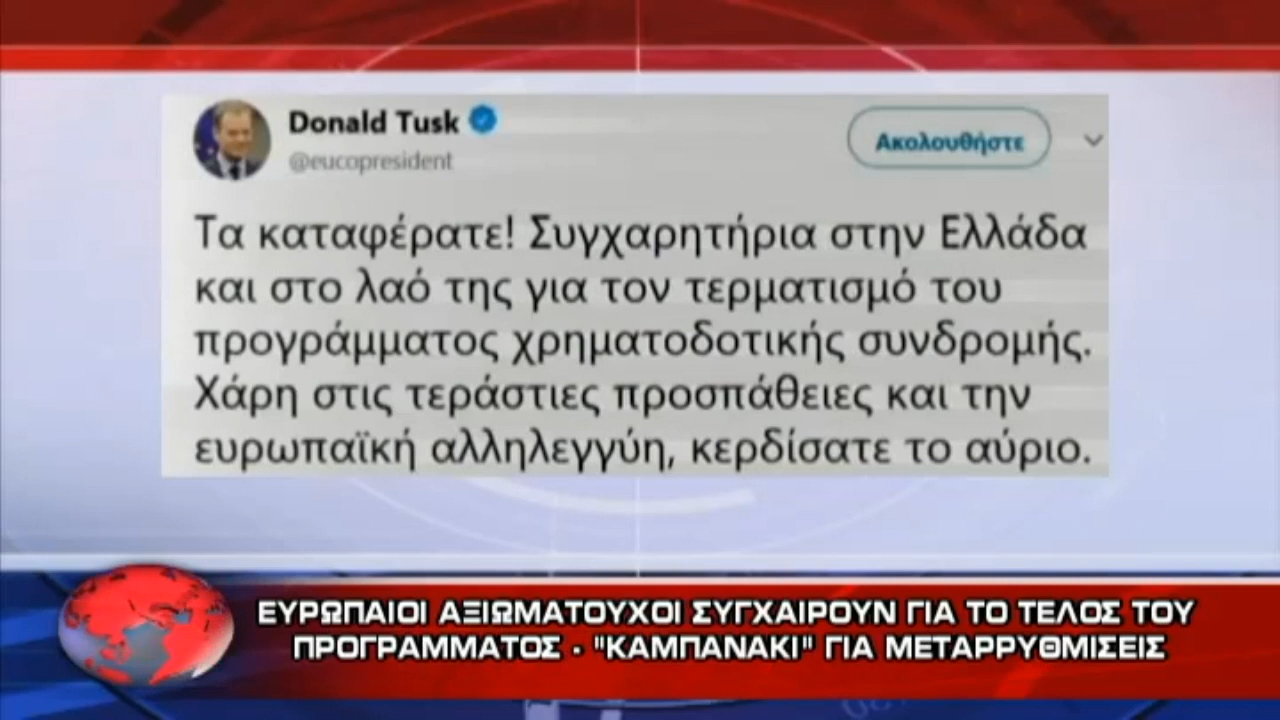 Donald Tusk
@eucopresident
Ακολουθήστε
Τα καταφέρατε! Συγχαρητήρια στην Ελλάδα
και στο λαό της για τον τερματισμό του
προγράμματος χρηματοδοτικής συνδρομής.
Χάρη στις τεράστιες προσπάθειες και την
ευρωπαϊκή αλληλεγγύη, κερδίσατε το αύριο.
ΕΥΡΩΠΑΙΟΙ ΑΞΙΩΜΑΤΟΥΧΟΙ ΣΥΓΧΑΙΡΟΥΝ ΓΙΑ ΤΟ ΤΕΛΟΣ ΤΟΥ
ΠΡΟΓΡΑΜΜΑΤΟΣ - "ΚΑΜΠΑΝΑΚΙ" ΓΙΑ ΜΕΤΑΡΡΥΘΜΙΣΕΙΣ